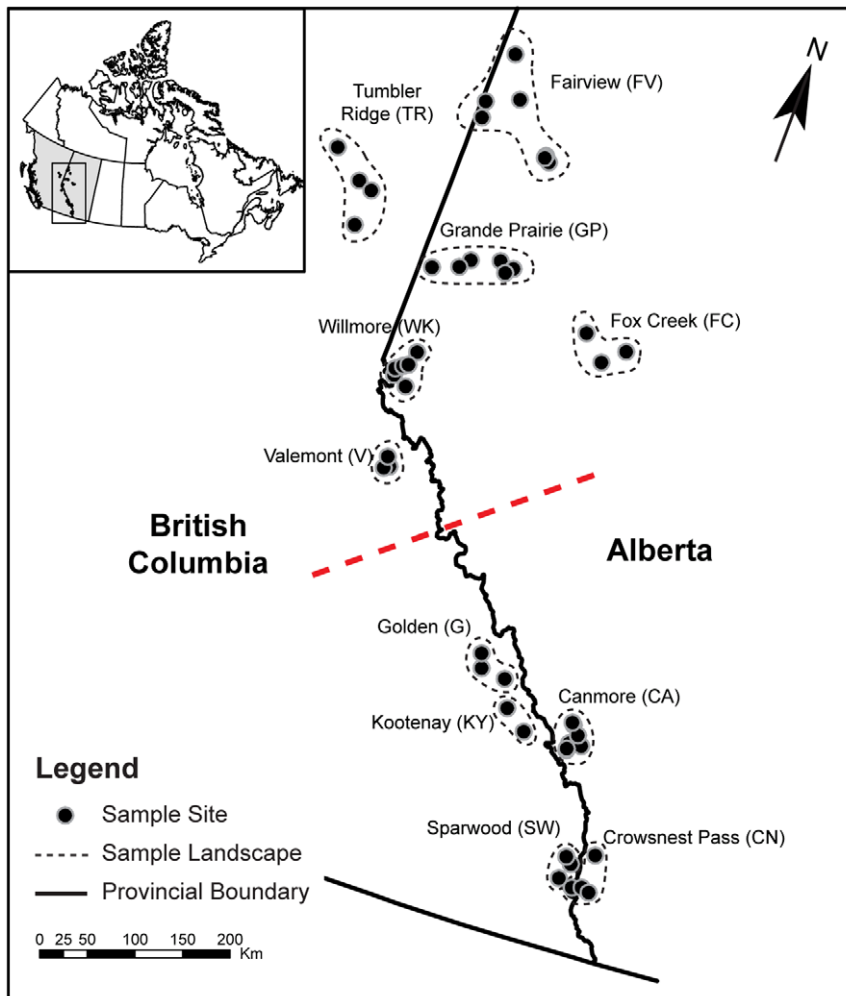 N
Tumbler
Ridge (TR)
Fairview (FV)
Grande Prairie (GP)
Willmore (WK)
Fox Creek (FC)
Valemont (V)
British
Columbia
Alberta
Golden (G)
Canmore (CA)
Kootenay (KY)
Legend
Sample Site
Sample Landscape
Provincial Boundary
Sparwood (SW)
Crowsnest Pass (CN)
0 25 50 100 150 200
Km